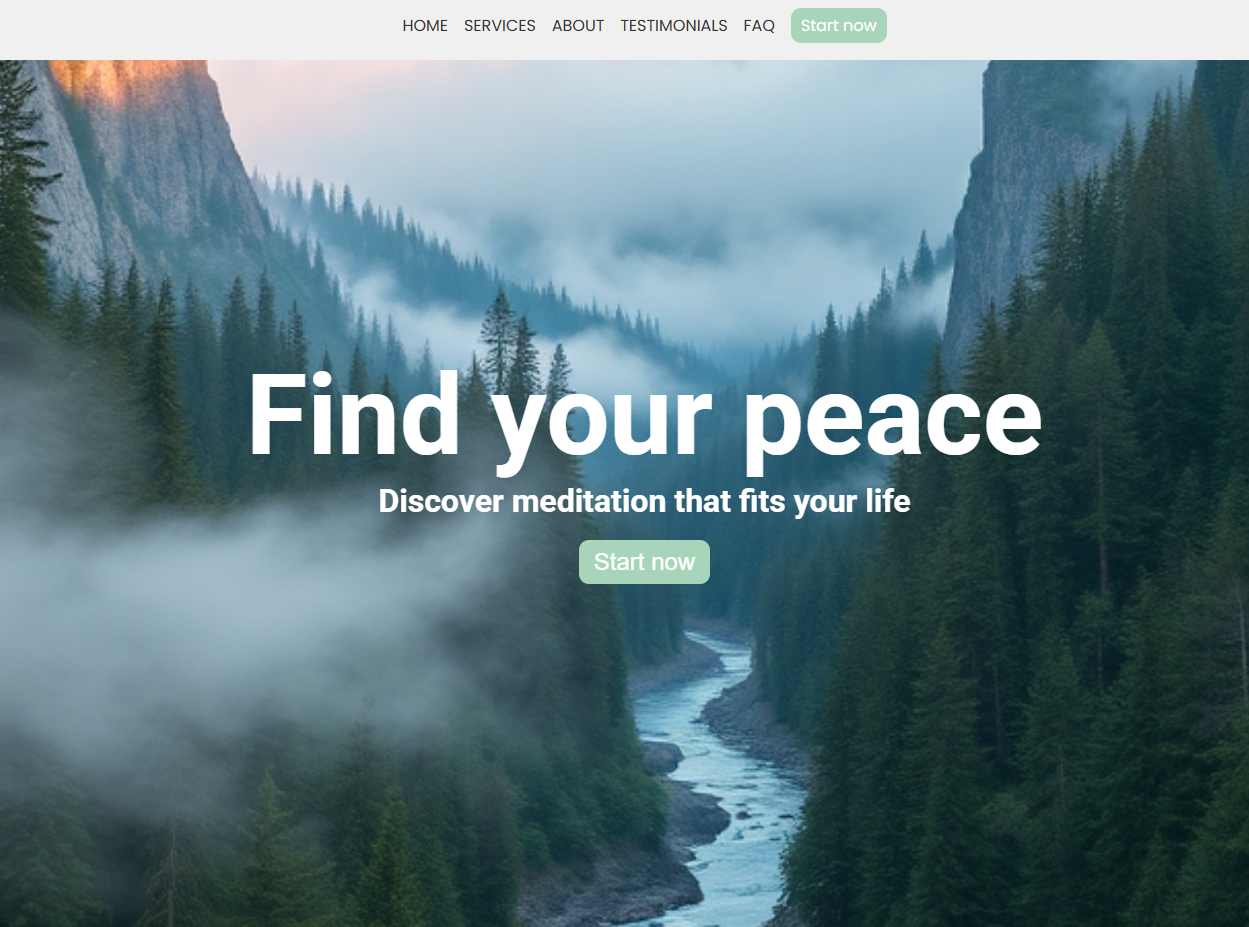 HOME SERVICES ABOUT TESTIMONIALS FAQ Start now
Find your peace
Discover meditation that fits your life
Start now